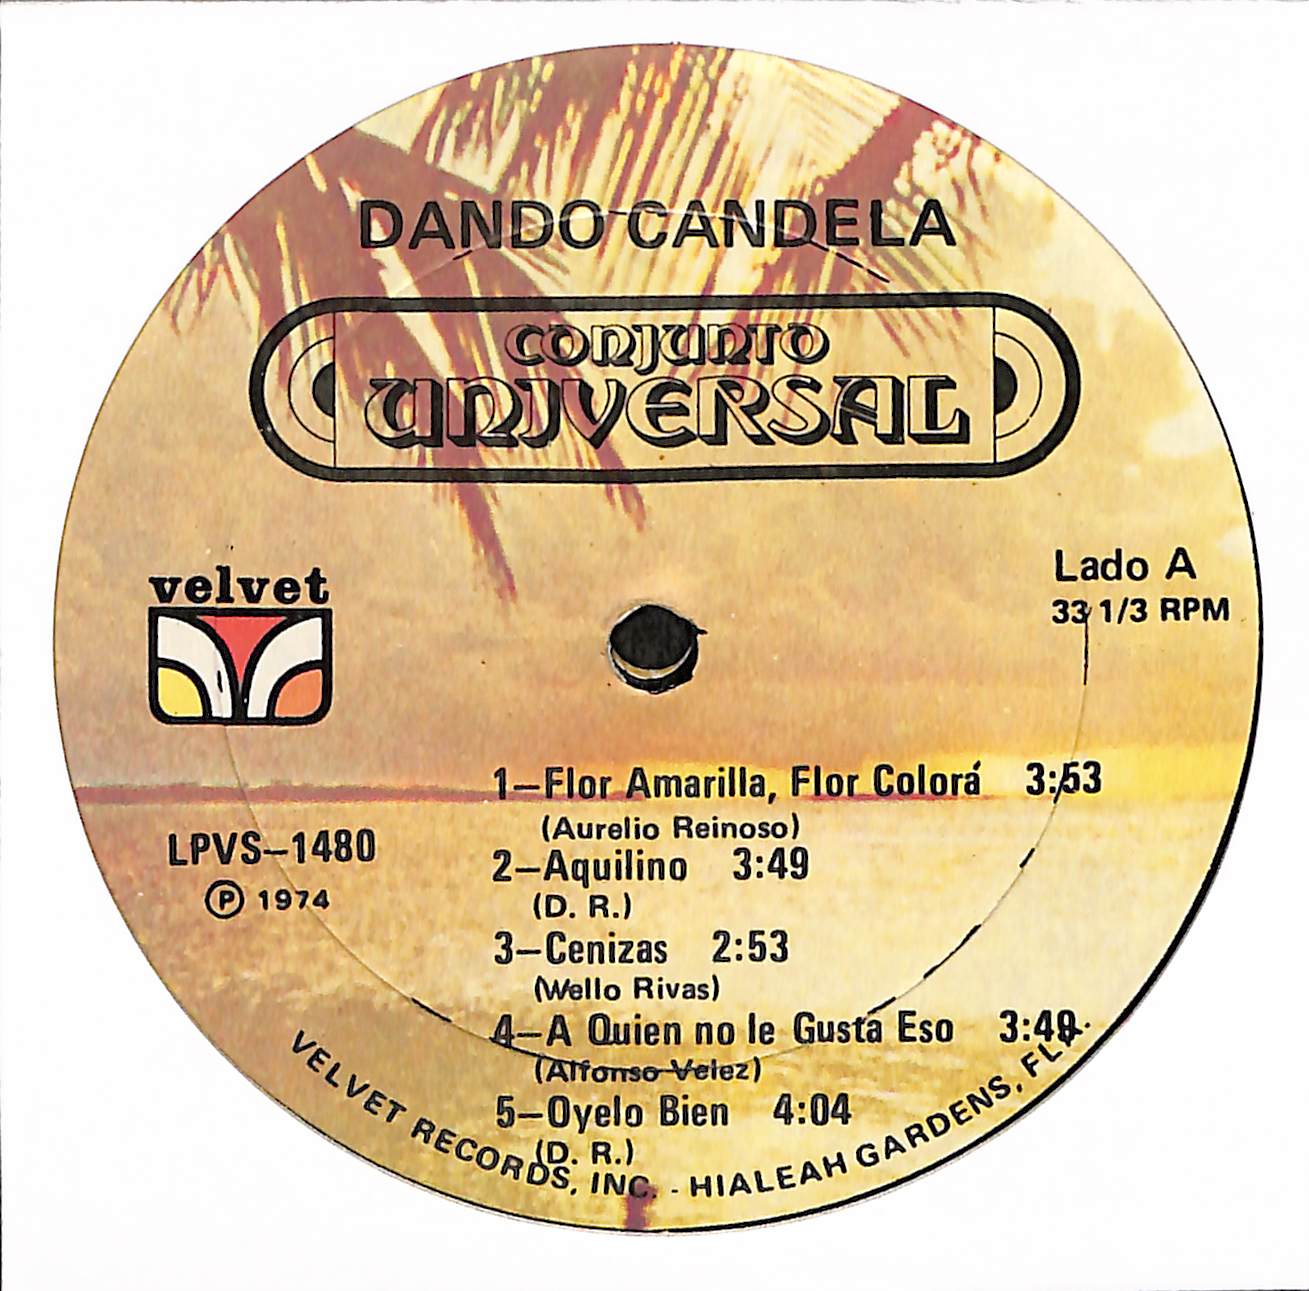 DANDO CANDELA
CONJUNTO
UNIVERSAL
velvet
Lado A
33 1/3 RPM
1—Flor Amarilla, Flor Colorá 3:53
(Aurelio Reinoso)
LPVS—1480
Ⓟ 1974
2—Aquilino 3:49
(D. R.)
3—Cenizas 2:53
(Wello Rivas)
4—A Quien no le Gusta Eso 3:49
(Alfonso Velez)
5—Oyelo Bien 4:04
(D. R.)
VELVET RECORDS, INC. - HIALEAH GARDENS, FLA.